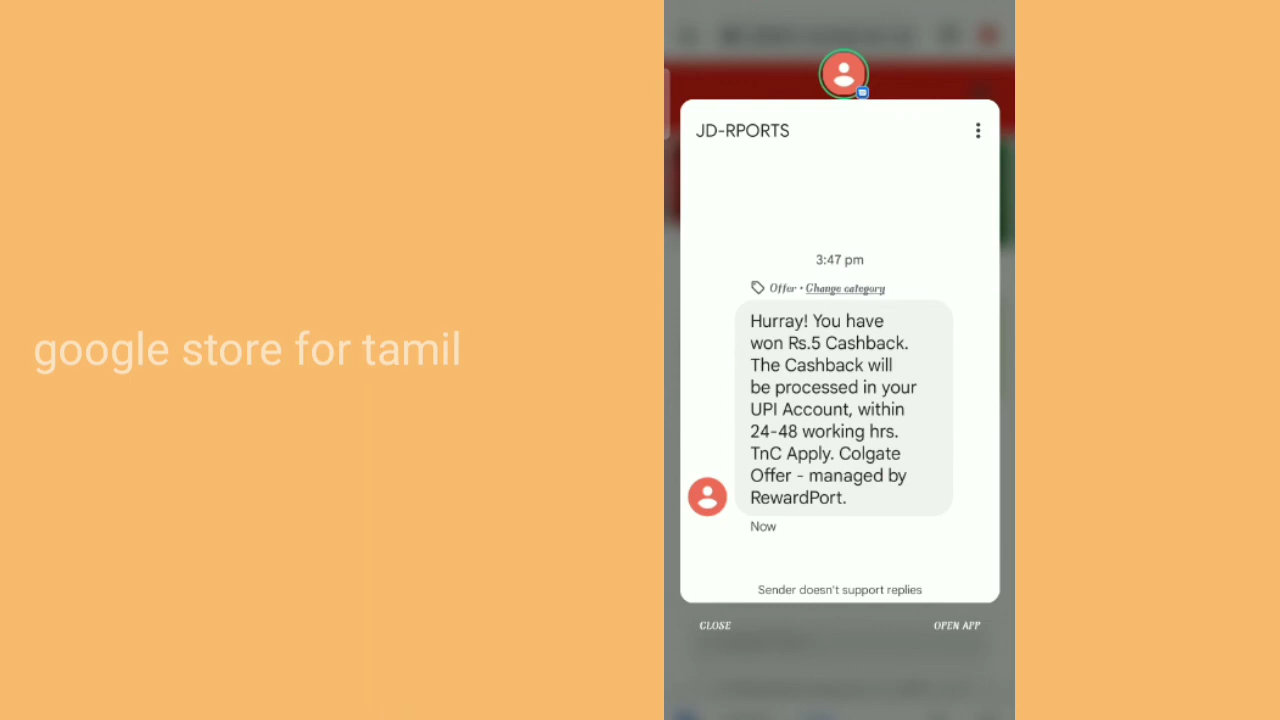 google store for tamil
JD-RPORTS
3:47 pm
Offer • Change category
Hurray! You have
won Rs.5 Cashback.
The Cashback will
be processed in your
UPI Account, within
24-48 working hrs.
TnC Apply. Colgate
Offer - managed by
RewardPort.
Now
Sender doesn't support replies
CLOSE
OPEN APP